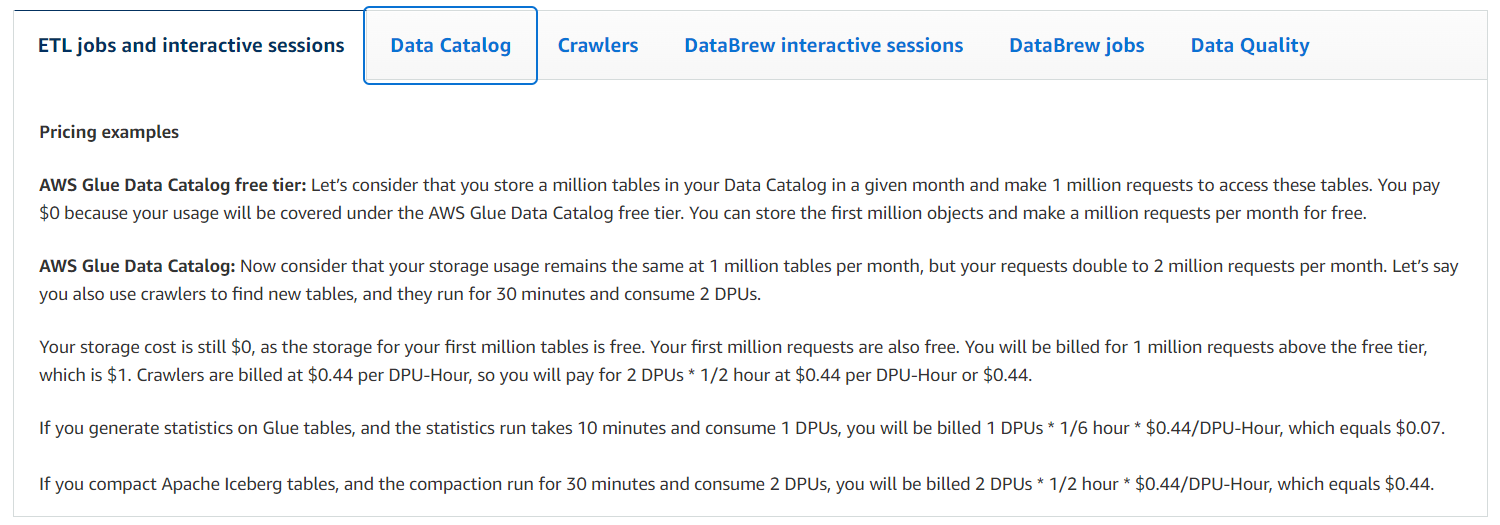 ETL jobs and interactive sessions Data Catalog Crawlers DataBrew interactive sessions DataBrew jobs Data Quality
Pricing examples
AWS Glue Data Catalog free tier: Let’s consider that you store a million tables in your Data Catalog in a given month and make 1 million requests to access these tables. You pay
$0 because your usage will be covered under the AWS Glue Data Catalog free tier. You can store the first million objects and make a million requests per month for free.
AWS Glue Data Catalog: Now consider that your storage usage remains the same at 1 million tables per month, but your requests double to 2 million requests per month. Let’s say
you also use crawlers to find new tables, and they run for 30 minutes and consume 2 DPUs.
Your storage cost is still $0, as the storage for your first million tables is free. Your first million requests are also free. You will be billed for 1 million requests above the free tier,
which is $1. Crawlers are billed at $0.44 per DPU-Hour, so you will pay for 2 DPUs * 1/2 hour at $0.44 per DPU-Hour or $0.44.
If you generate statistics on Glue tables, and the statistics run takes 10 minutes and consume 1 DPUs, you will be billed 1 DPUs * 1/6 hour * $0.44/DPU-Hour, which equals $0.07.
If you compact Apache Iceberg tables, and the compaction run for 30 minutes and consume 2 DPUs, you will be billed 2 DPUs * 1/2 hour * $0.44/DPU-Hour, which equals $0.44.